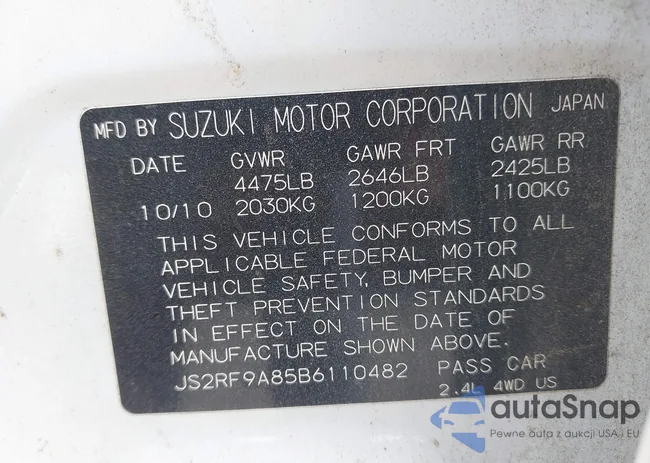 MFD BY SUZUKI MOTOR CORPORATION JAPAN
DATE GVWR GAWR FRT GAWR RR
4475LB 2646LB 2425LB
10/10 2030KG 1200KG 1100KG
THIS VEHICLE CONFORMS TO ALL
APPLICABLE FEDERAL MOTOR
VEHICLE SAFETY, BUMPER AND
THEFT PREVENTION STANDARDS
IN EFFECT ON THE DATE OF
MANUFACTURE SHOWN ABOVE.
JS2RF9A85B6110482 PASS CAR
2.4L 4WD US
autaSnap
Pewne auta z aukcji USA i EU